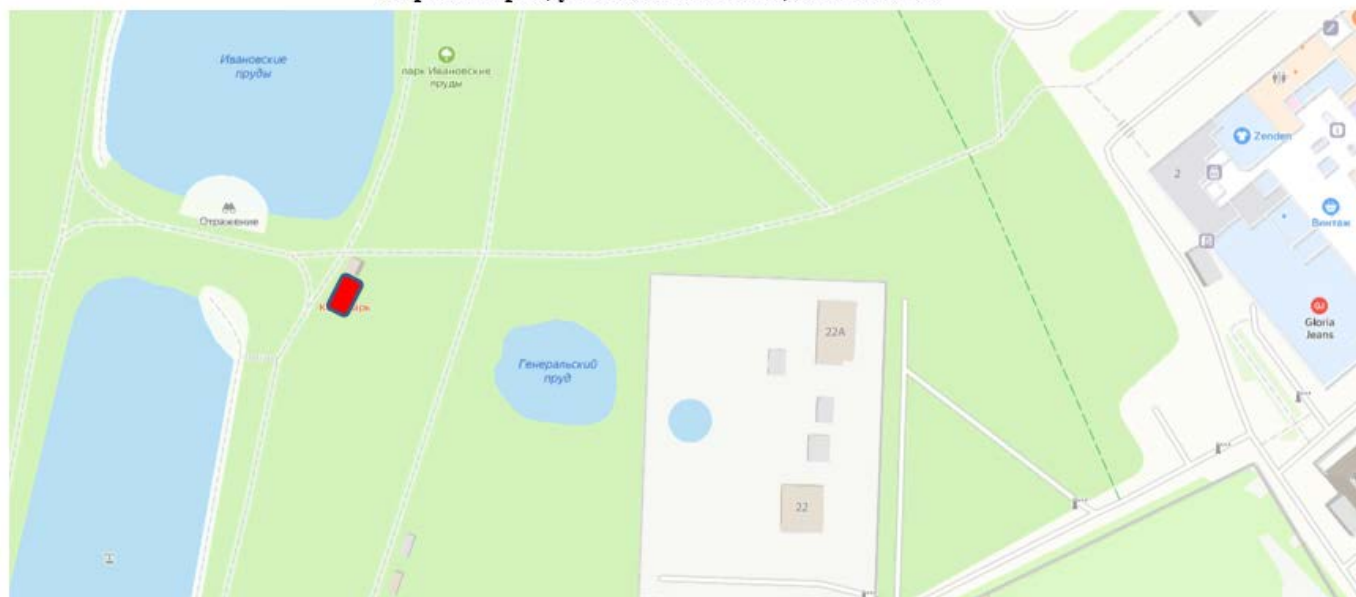 Ивановские
пруды
парк Ивановские
пруды
Zenden
2
Отражение
Винтаж
22А
Gloria
Jeans
Генеральский
пруд
22